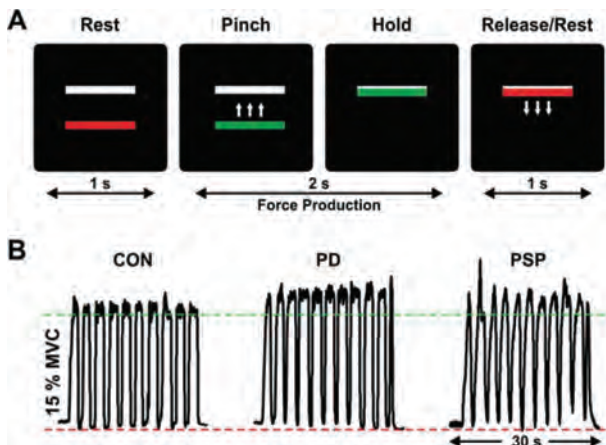 A
Rest Pinch Hold Release/Rest
1 s 2 s 1 s
Force Production
B
CON PD PSP
15 % MVC
30 s